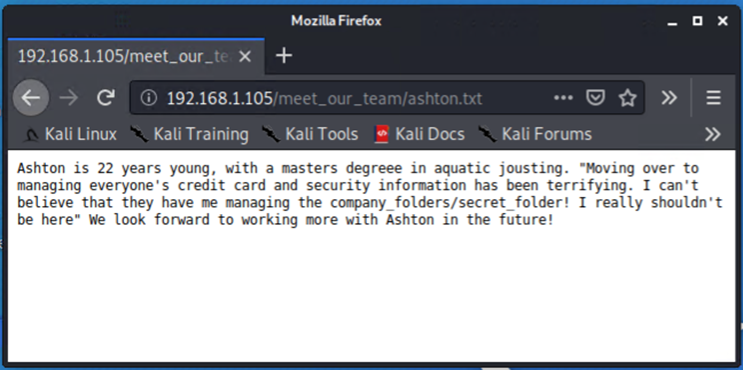 Mozilla Firefox
192.168.1.105/meet_our_te
192.168.1.105/meet_our_team/ashton.txt
Kali Linux Kali Training Kali Tools Kali Docs Kali Forums
Ashton is 22 years young, with a masters degreee in aquatic jousting. "Moving over to
managing everyone's credit card and security information has been terrifying. I can't
believe that they have me managing the company_folders/secret_folder! I really shouldn't
be here" We look forward to working more with Ashton in the future!